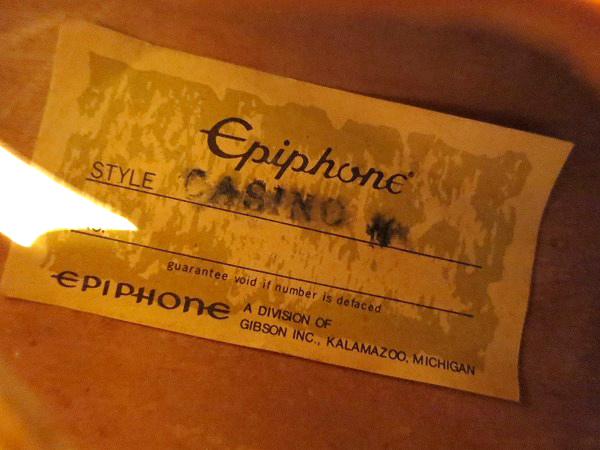 Epiphone®
STYLE CASINO
guarantee void if number is defaced
EPIPHONE A DIVISION OF
GIBSON INC., KALAMAZOO, MICHIGAN